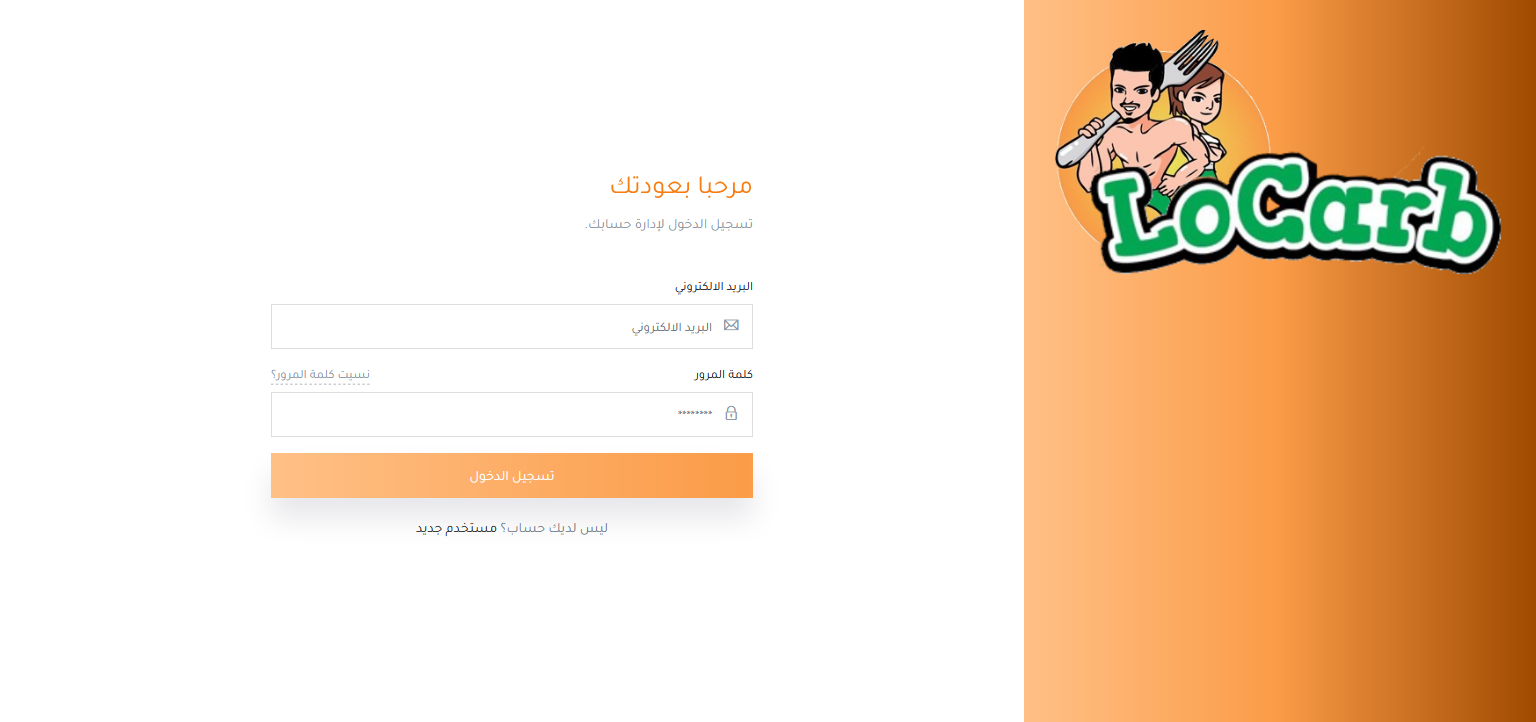 LoCarb
مرحبا بعودتك
تسجيل الدخول لإدارة حسابك.
البريد الالكتروني
البريد الالكتروني
كلمة المرور
نسيت كلمة المرور؟
********
تسجيل الدخول
ليس لديك حساب؟ مستخدم جديد